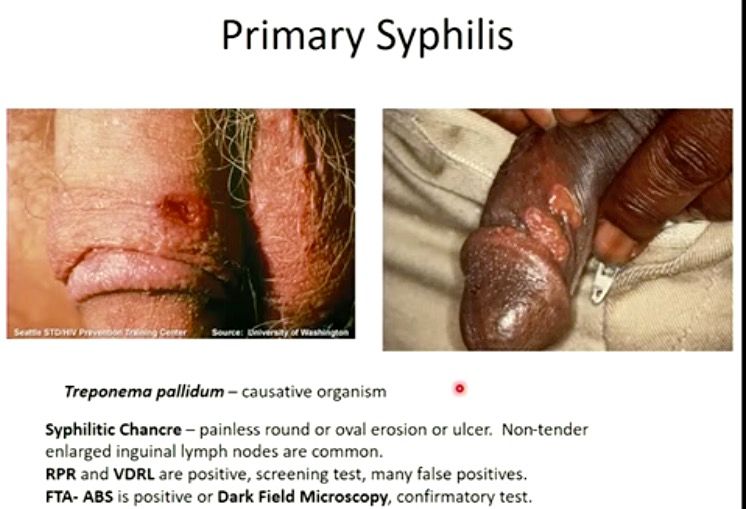 Primary Syphilis
Seattle STD/HIV Prevention Training Center Source: University of Washington
Treponema pallidum – causative organism
Syphilitic Chancre – painless round or oval erosion or ulcer. Non-tender
enlarged inguinal lymph nodes are common.
RPR and VDRL are positive, screening test, many false positives.
FTA- ABS is positive or Dark Field Microscopy, confirmatory test.